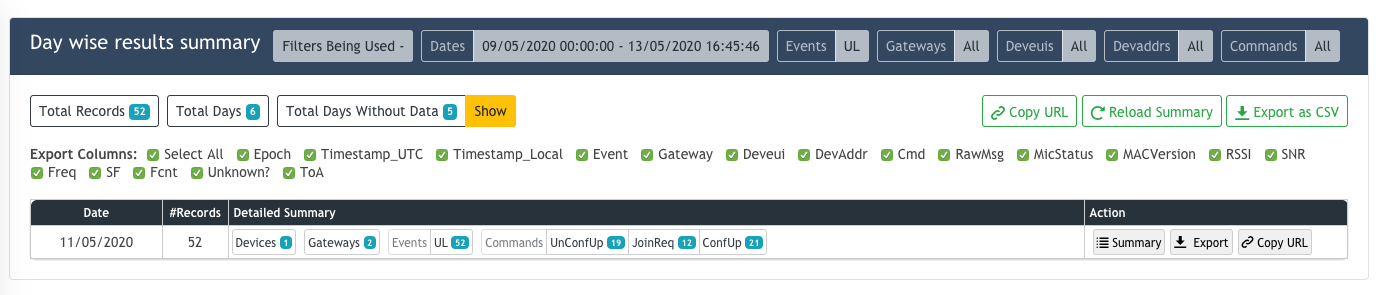 Day wise results summary Filters Being Used - Dates 09/05/2020 00:00:00 - 13/05/2020 16:45:46 Events UL Gateways All Deveuis All Devaddrs All Commands All
Total Records 52 Total Days 6 Total Days Without Data 5 Show Copy URL Reload Summary Export as CSV
Export Columns: Select All Epoch Timestamp_UTC Timestamp_Local Event Gateway Deveui DevAddr Cmd RawMsg MicStatus MACVersion RSSI SNR
Freq SF Fcnt Unknown? ToA
Date #Records Detailed Summary Action
11/05/2020 52 Devices 1 Gateways 2 Events UL 52 Commands UnConfUp 19 JoinReq 12 ConfUp 21 Summary Export Copy URL